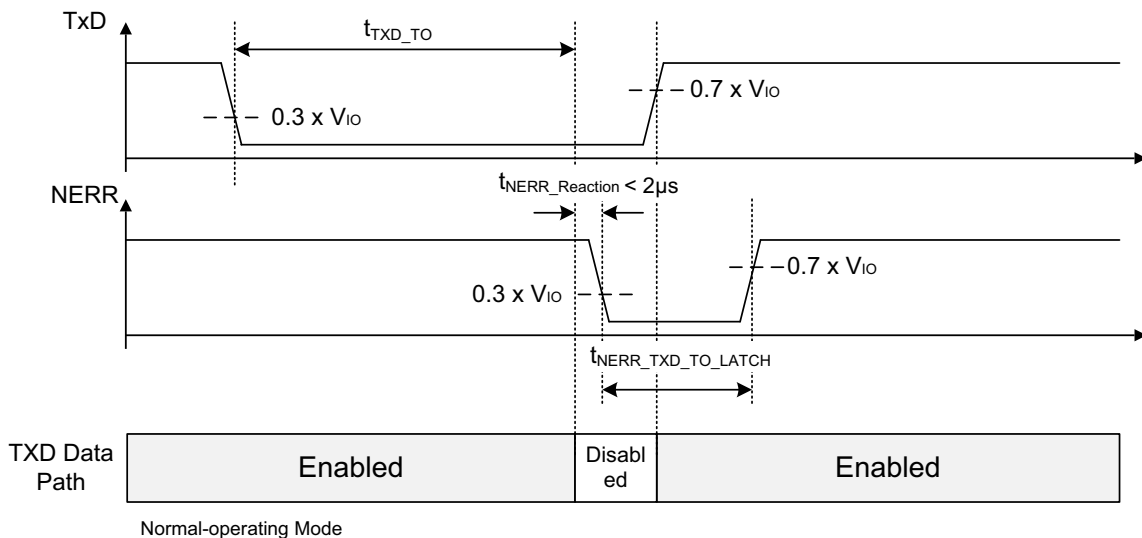 TxD
tTXD_TO
0.3 x VIO
0.7 x VIO
NERR
tNERR_Reaction < 2µs
0.3 x VIO
0.7 x VIO
tNERR_TXD_TO_LATCH
TXD Data
Path
Enabled
Disabl
ed
Enabled
Normal-operating Mode